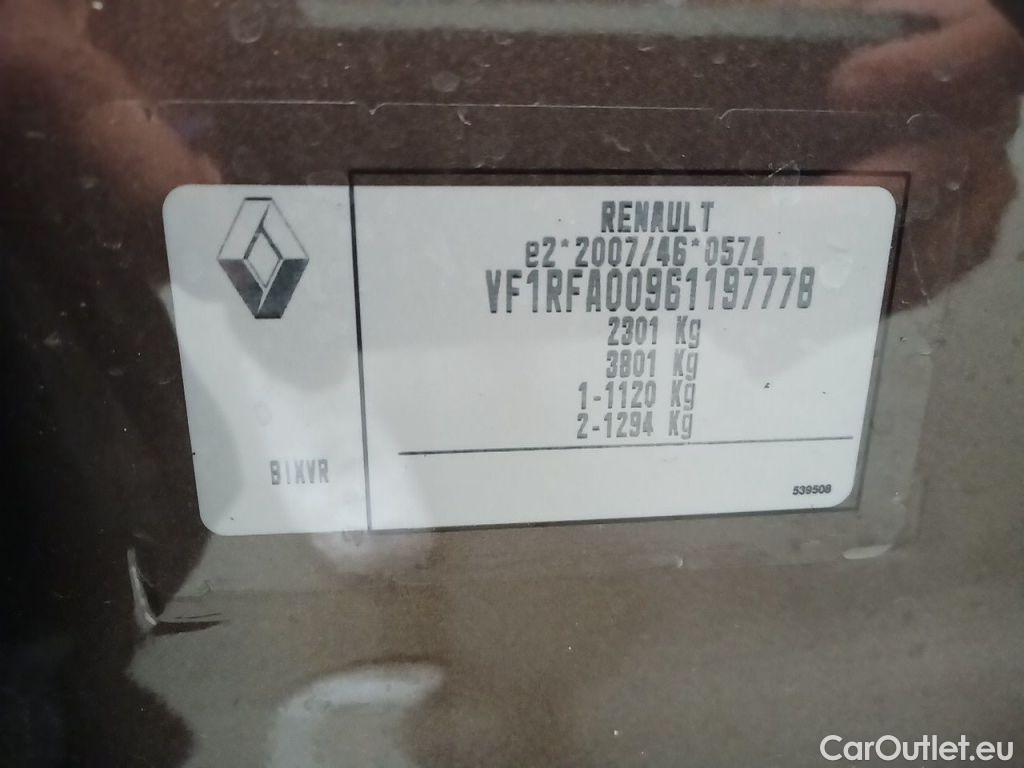 RENAULT
e2*2007/46*0574
VF1RFA00961197778
2301 Kg
3801 Kg
1-1120 Kg
2-1294 Kg
B1XVR
539508
CarOutlet.eu